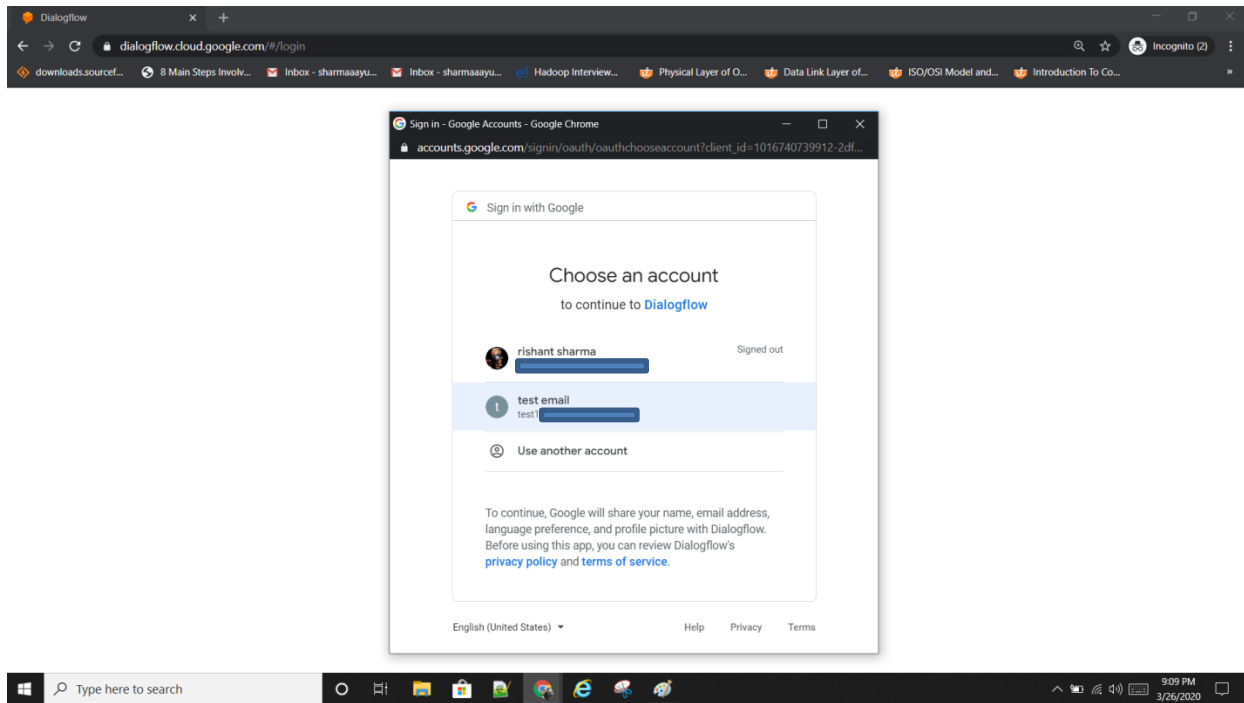 Dialogflow
dialogflow.cloud.google.com/#/login
Incognito (2)
downloads.sourcef...
8 Main Steps Involv...
Inbox - sharmaaayu...
Inbox - sharmaaayu...
Hadoop Interview...
Physical Layer of O...
Data Link Layer of...
ISO/OSI Model and...
Introduction To Co...
»
Sign in - Google Accounts - Google Chrome
accounts.google.com/signin/oauth/oauthchooseaccount?client_id=1016740739912-2df...
Sign in with Google
Choose an account
to continue to Dialogflow
rishant sharma
Signed out
t
test email
test1
Use another account
To continue, Google will share your name, email address,
language preference, and profile picture with Dialogflow.
Before using this app, you can review Dialogflow's
privacy policy and terms of service.
English (United States)
Help Privacy Terms
Type here to search
9:09 PM
3/26/2020